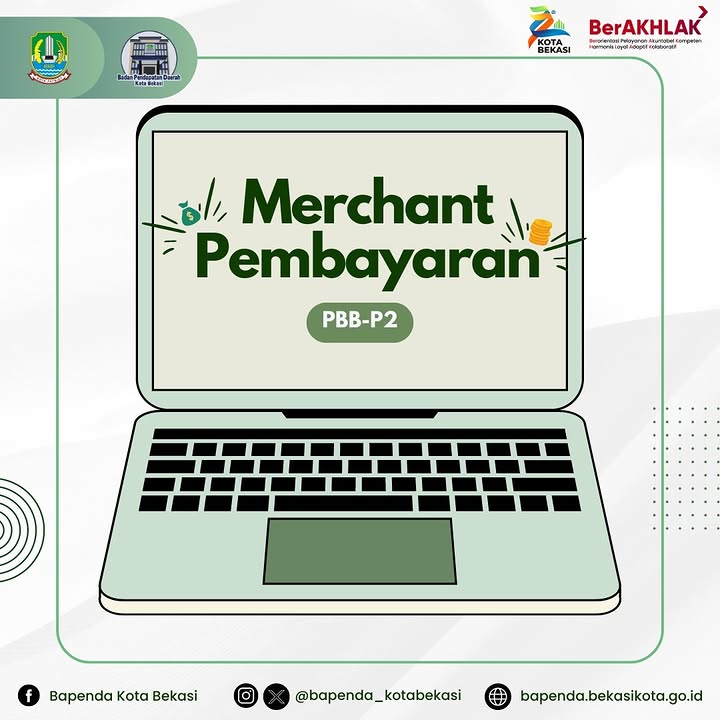 Badan Pendapatan Daerah
Kota Bekasi
KOTA
BEKASI
BerAKHLAK
Berorientasi Pelayanan Akuntabel Kompeten
Harmonis Loyal Adaptif Kolaboratif
Merchant
Pembayaran
PBB-P2
Bapenda Kota Bekasi
@bapenda_kotabekasi
bapenda.bekasikota.go.id